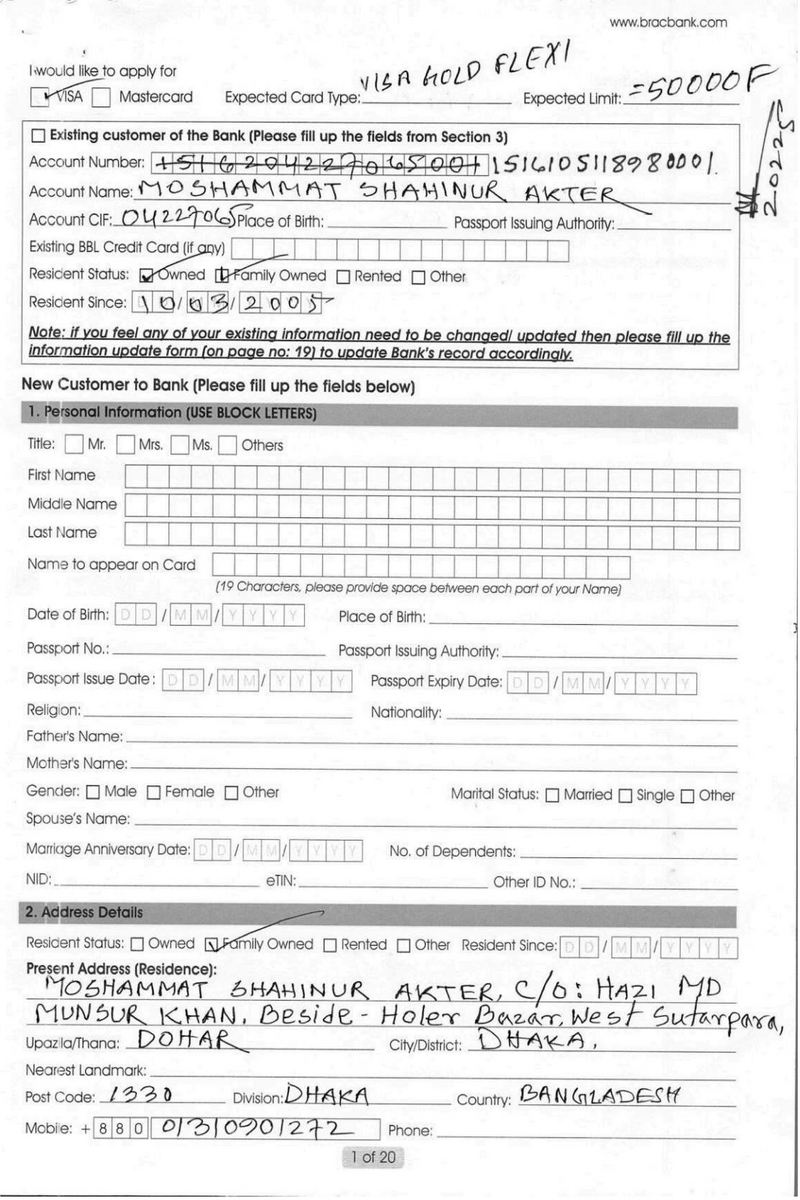 www.bracbank.com
I would like to apply for
VISA Mastercard Expected Card Type: VISA GOLD FLEXI Expected Limit: =50000F
Existing customer of the Bank (Please fill up the fields from Section 3)
Account Number: 1516204227065001 1516105118980001.
Account Name: MOSHAMMAT SHAHINUR AKTER
20225
Account CIF: 04227065 Place of Birth: Passport Issuing Authority:
Existing BBL Credit Card (if any)
Resident Status: Owned Family Owned Rented Other
Resident Since: 10/03/2005
Note: if you feel any of your existing information need to be changed/ updated then please fill up the
information update form (on page no: 19) to update Bank's record accordingly.
New Customer to Bank (Please fill up the fields below)
1. Personal Information (USE BLOCK LETTERS)
Title: Mr. Mrs. Ms. Others
First Name
Middle Name
Last Name
Name to appear on Card
(19 Characters, please provide space between each part of your Name)
Date of Birth: D D / M M / Y Y Y Y Place of Birth:
Passport No.: Passport Issuing Authority:
Passport Issue Date: D D / M M / Y Y Y Y Passport Expiry Date: D D / M M / Y Y Y Y
Religion: Nationality:
Father's Name:
Mother's Name:
Gender: Male Female Other Marital Status: Married Single Other
Spouse's Name:
Marriage Anniversary Date: D D / M M / Y Y Y Y No. of Dependents:
NID: eTIN: Other ID No.:
2. Address Details
Resident Status: Owned Family Owned Rented Other Resident Since: D D / M M / Y Y Y Y
Present Address (Residence):
MOSHAMMAT SHAHINUR AKTER, C/O: HAZI MD
MUNSUR KHAN, Beside - Holer Bazar, West Sutarpara,
Upazila/Thana: DOHAR City/District: DHAKA,
Nearest Landmark:
Post Code: 1330 Division: DHAKA Country: BANGLADESH
Mobile: + 8 8 0 01310901272 Phone:
1 of 20